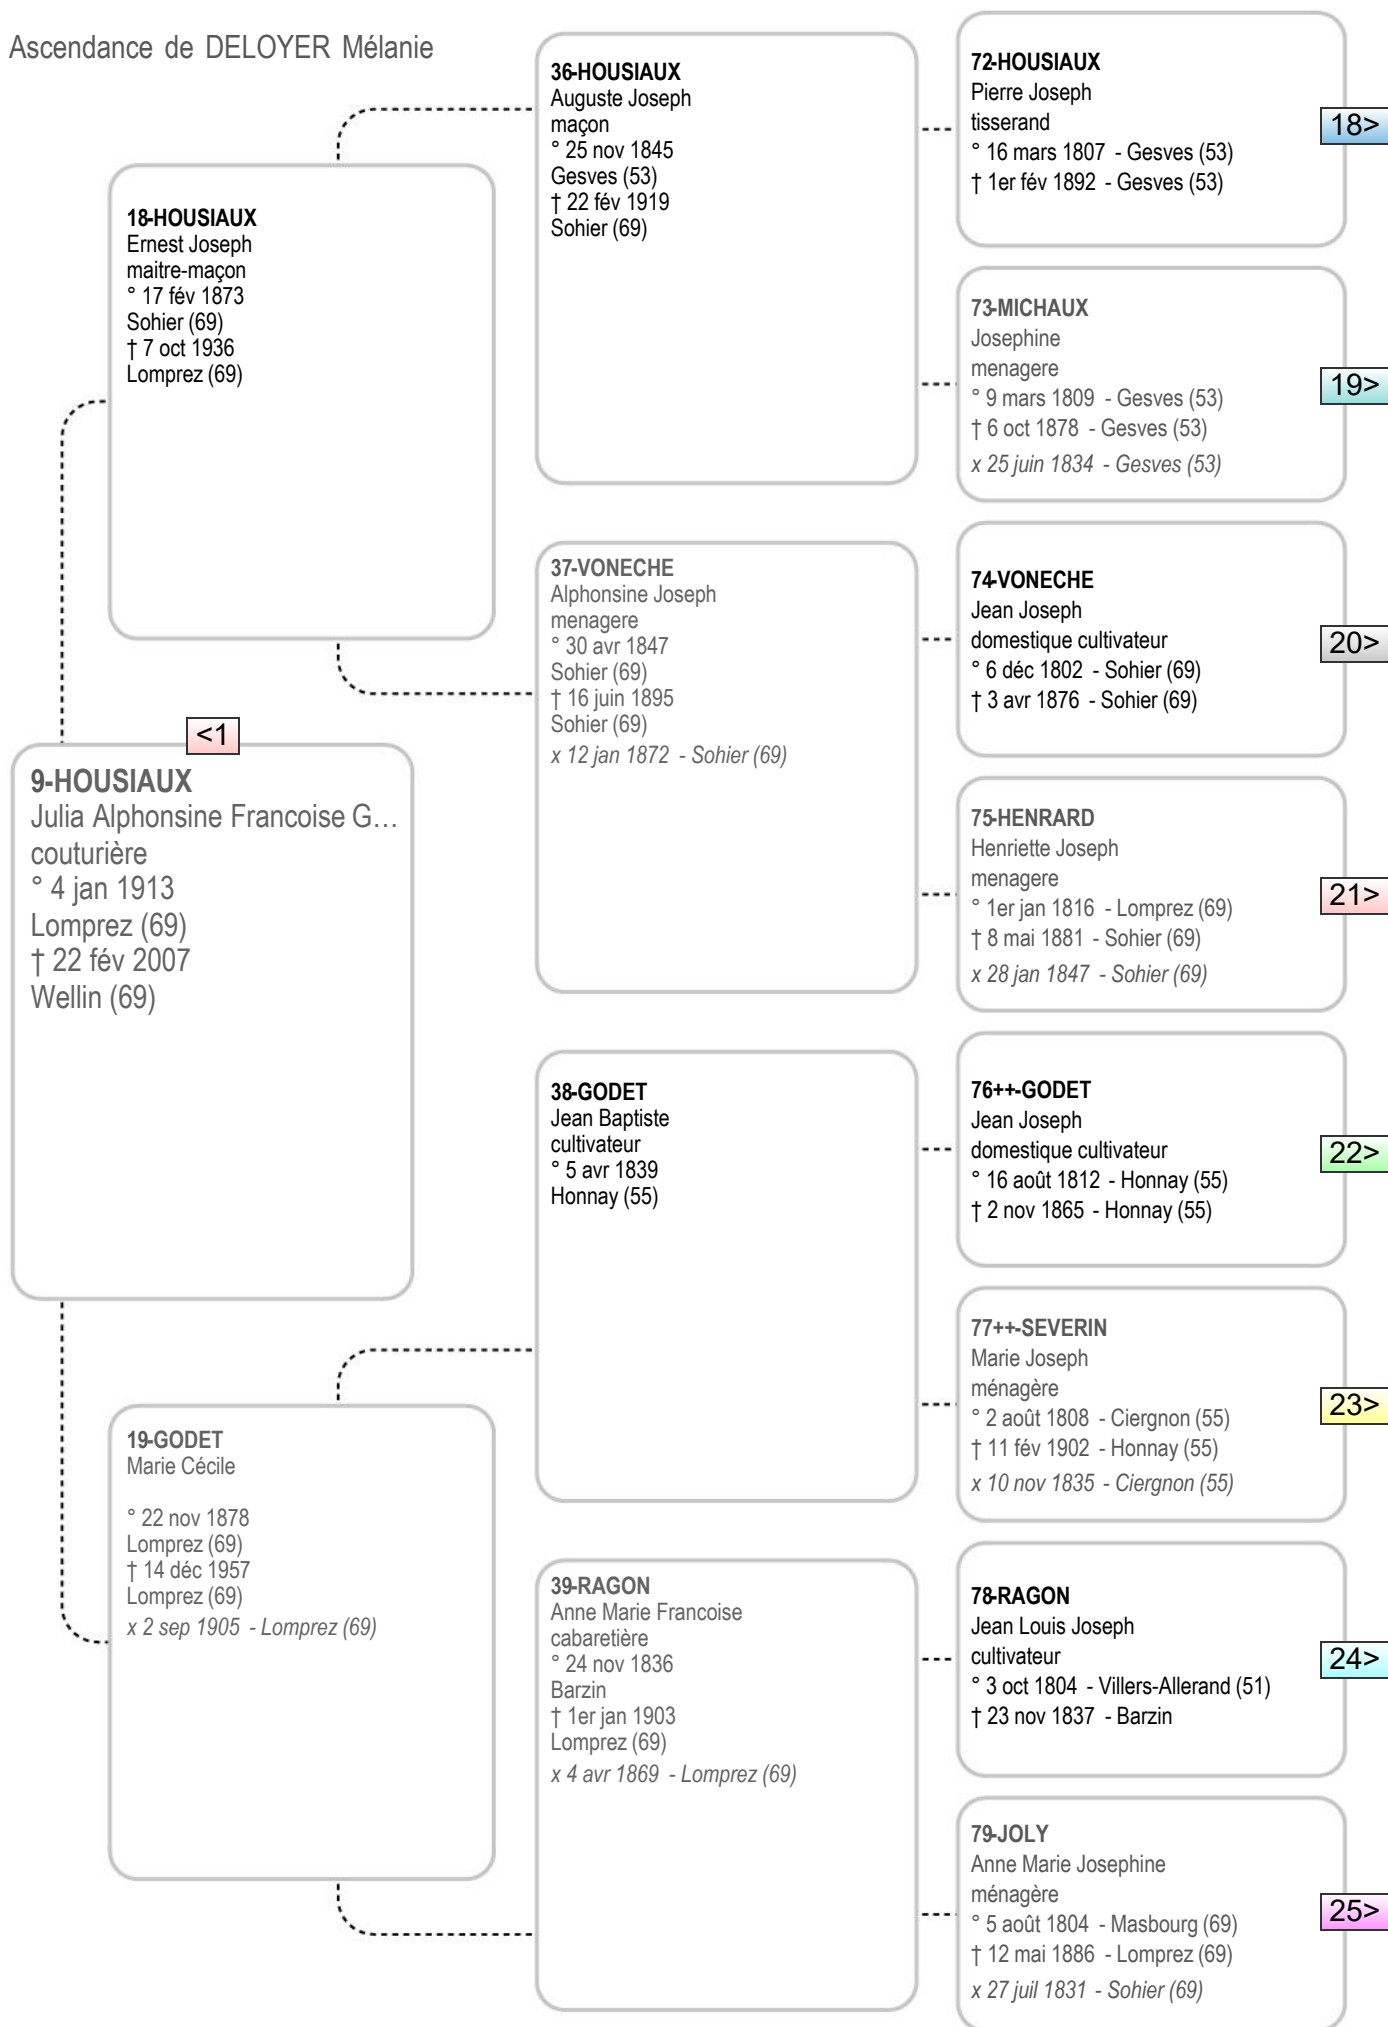 Ascendance de DELOYER Mélanie
36-HOUSIAUX
Auguste Joseph
maçon
° 25 nov 1845
Gesves (53)
† 22 fév 1919
Sohier (69)
72-HOUSIAUX
Pierre Joseph
tisserand
° 16 mars 1807 - Gesves (53)
† 1er fév 1892 - Gesves (53)
18>
18-HOUSIAUX
Ernest Joseph
maitre-maçon
° 17 fév 1873
Sohier (69)
† 7 oct 1936
Lomprez (69)
73-MICHAUX
Josephine
menagere
° 9 mars 1809 - Gesves (53)
† 6 oct 1878 - Gesves (53)
x 25 juin 1834 - Gesves (53)
19>
37-VONECHE
Alphonsine Joseph
menagere
° 30 avr 1847
Sohier (69)
† 16 juin 1895
Sohier (69)
x 12 jan 1872 - Sohier (69)
74-VONECHE
Jean Joseph
domestique cultivateur
° 6 déc 1802 - Sohier (69)
† 3 avr 1876 - Sohier (69)
20>
<1
9-HOUSIAUX
Julia Alphonsine Francoise G…
couturière
° 4 jan 1913
Lomprez (69)
† 22 fév 2007
Wellin (69)
75-HENRARD
Henriette Joseph
menagere
° 1er jan 1816 - Lomprez (69)
† 8 mai 1881 - Sohier (69)
x 28 jan 1847 - Sohier (69)
21>
38-GODET
Jean Baptiste
cultivateur
° 5 avr 1839
Honnay (55)
76++-GODET
Jean Joseph
domestique cultivateur
° 16 août 1812 - Honnay (55)
† 2 nov 1865 - Honnay (55)
22>
77++-SEVERIN
Marie Joseph
ménagère
° 2 août 1808 - Ciergnon (55)
† 11 fév 1902 - Honnay (55)
x 10 nov 1835 - Ciergnon (55)
23>
19-GODET
Marie Cécile
° 22 nov 1878
Lomprez (69)
† 14 déc 1957
Lomprez (69)
x 2 sep 1905 - Lomprez (69)
39-RAGON
Anne Marie Francoise
cabaretière
° 24 nov 1836
Barzin
† 1er jan 1903
Lomprez (69)
x 4 avr 1869 - Lomprez (69)
78-RAGON
Jean Louis Joseph
cultivateur
° 3 oct 1804 - Villers-Allerand (51)
† 23 nov 1837 - Barzin
24>
79-JOLY
Anne Marie Josephine
ménagère
° 5 août 1804 - Masbourg (69)
† 12 mai 1886 - Lomprez (69)
x 27 juil 1831 - Sohier (69)
25>